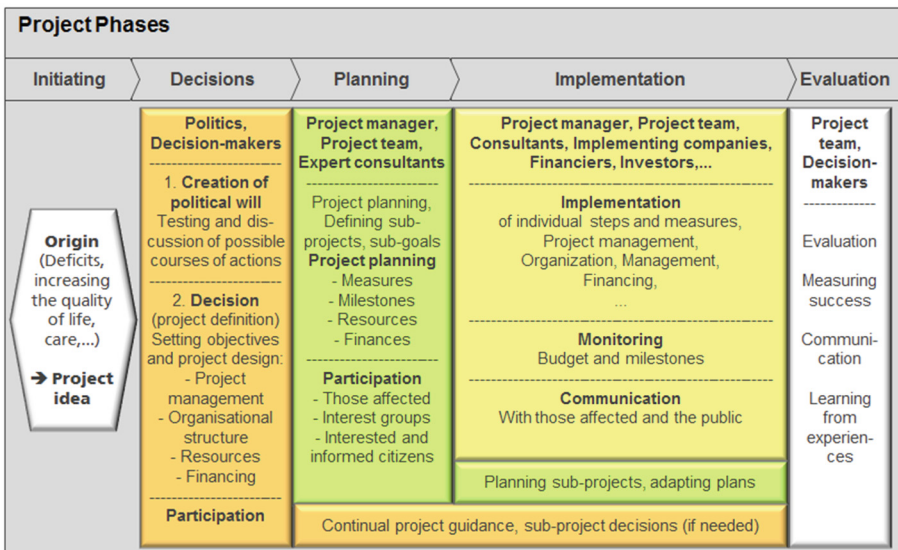 Project Phases
Initiating
Decisions
Planning
Implementation
Evaluation
Origin
(Deficits,
increasing
the quality
of life,
care,...)
➔ Project
idea
Politics,
Decision-makers
--------------------
1. Creation of
political will
Testing and dis-
cussion of possible
courses of actions
--------------------
2. Decision
(project definition)
Setting objectives
and project design:
- Project
management
- Organisational
structure
- Resources
- Financing
--------------------
Participation
Project manager,
Project team,
Expert consultants
--------------------
Project planning,
Defining sub-
projects, sub-goals
Project planning
- Measures
- Milestones
- Resources
- Finances
--------------------
Participation
- Those affected
- Interest groups
- Interested and
informed citizens
Project manager, Project team,
Consultants, Implementing companies,
Financiers, Investors,...
--------------------
Implementation
of individual steps and measures,
Project management,
Organization, Management,
Financing,
...
--------------------
Monitoring
Budget and milestones
--------------------
Communication
With those affected and the public
Planning sub-projects, adapting plans
Continual project guidance, sub-project decisions (if needed)
Project
team,
Decision-
makers
-------------
Evaluation
Measuring
success
Communi-
cation
Learning
from
experien-
ces